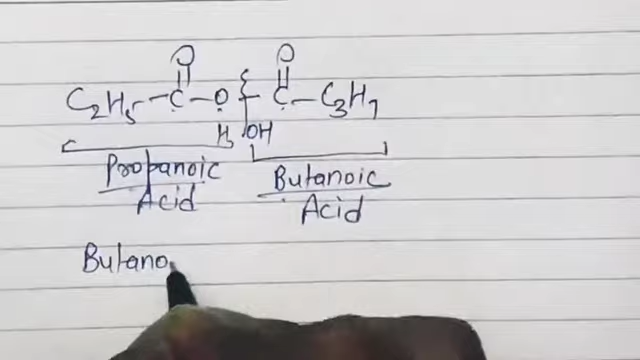 O O
C₂H₅–C–O–C–C₃H₇
H OH
Propanoic Butanoic
Acid Acid
Butano